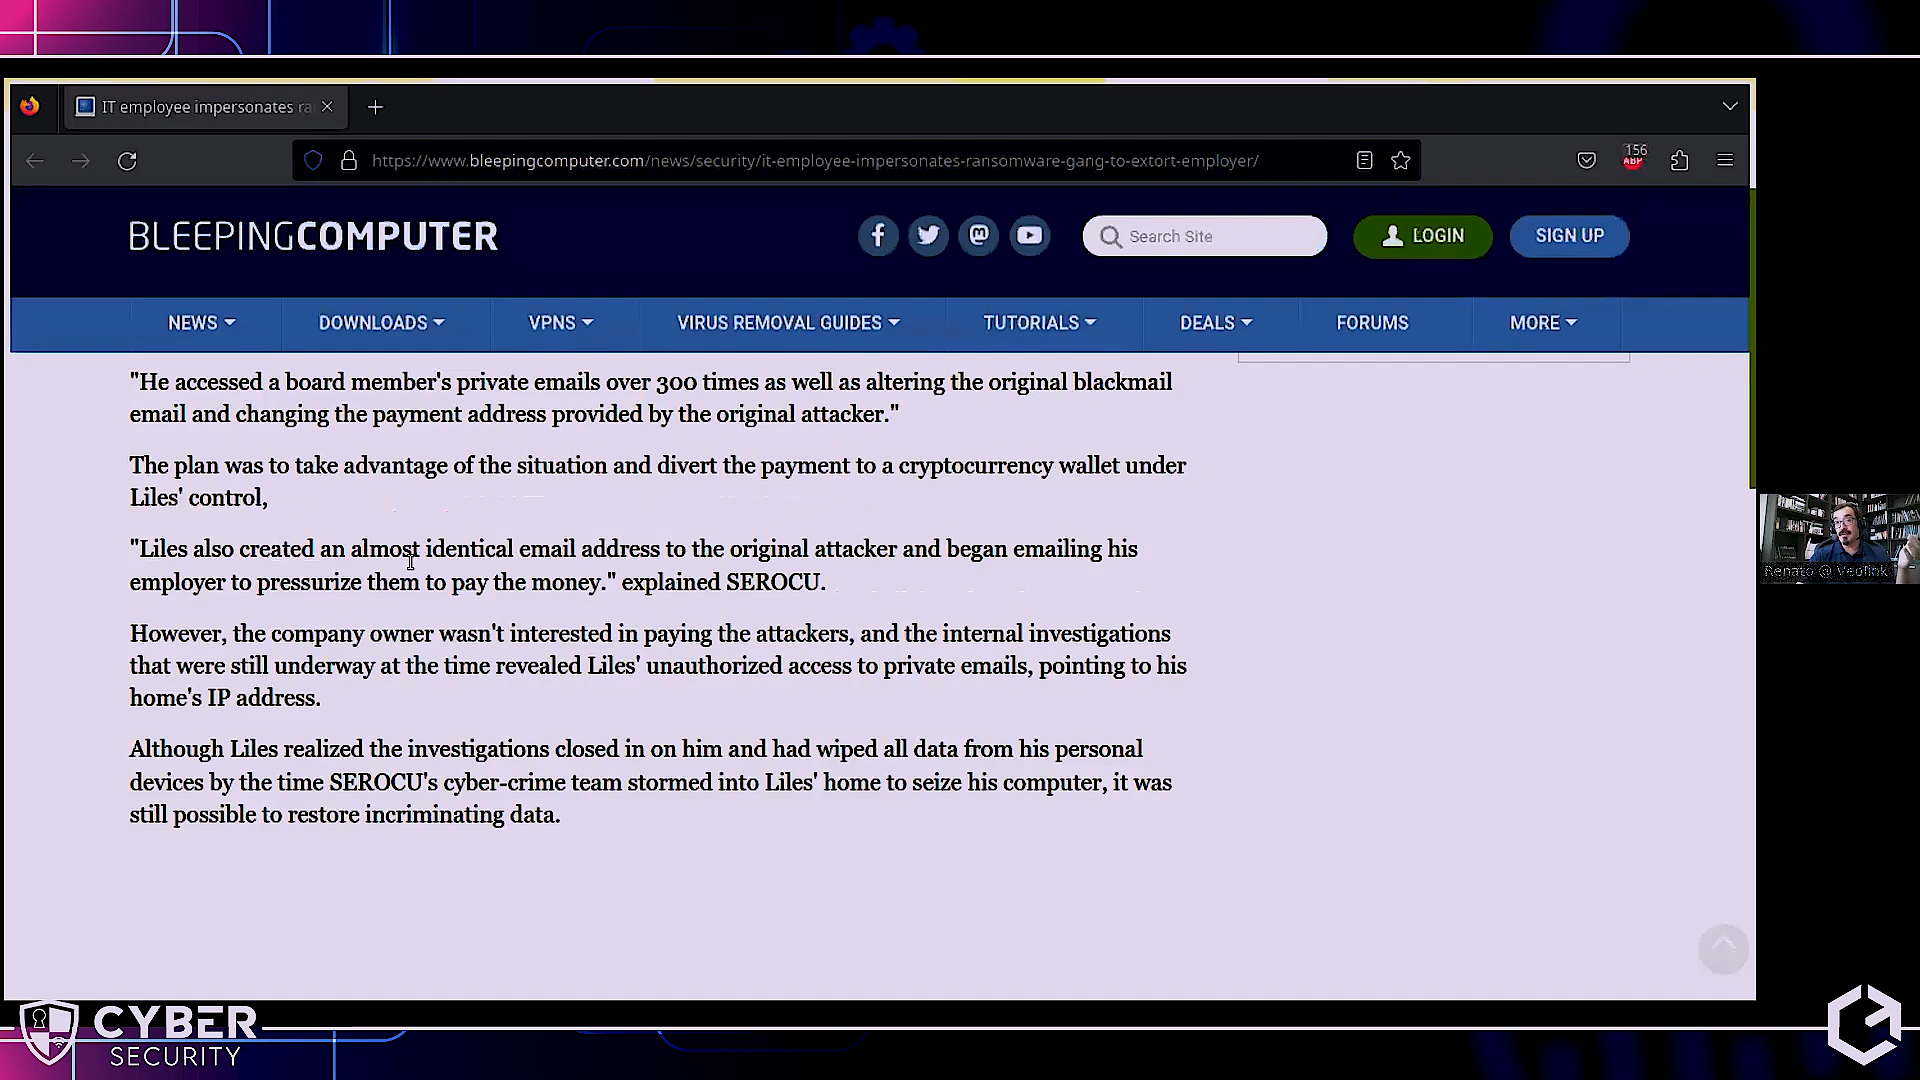 IT employee impersonates ra
https://www.bleepingcomputer.com/news/security/it-employee-impersonates-ransomware-gang-to-extort-employer/
156
ABP
BLEEPINGCOMPUTER
Search Site
LOGIN
SIGN UP
NEWS
DOWNLOADS
VPNS
VIRUS REMOVAL GUIDES
TUTORIALS
DEALS
FORUMS
MORE
"He accessed a board member's private emails over 300 times as well as altering the original blackmail
email and changing the payment address provided by the original attacker."
The plan was to take advantage of the situation and divert the payment to a cryptocurrency wallet under
Liles' control,
"Liles also created an almost identical email address to the original attacker and began emailing his
employer to pressurize them to pay the money." explained SEROCU.
However, the company owner wasn't interested in paying the attackers, and the internal investigations
that were still underway at the time revealed Liles' unauthorized access to private emails, pointing to his
home's IP address.
Although Liles realized the investigations closed in on him and had wiped all data from his personal
devices by the time SEROCU's cyber-crime team stormed into Liles' home to seize his computer, it was
still possible to restore incriminating data.
Renato @
CYBER
SECURITY